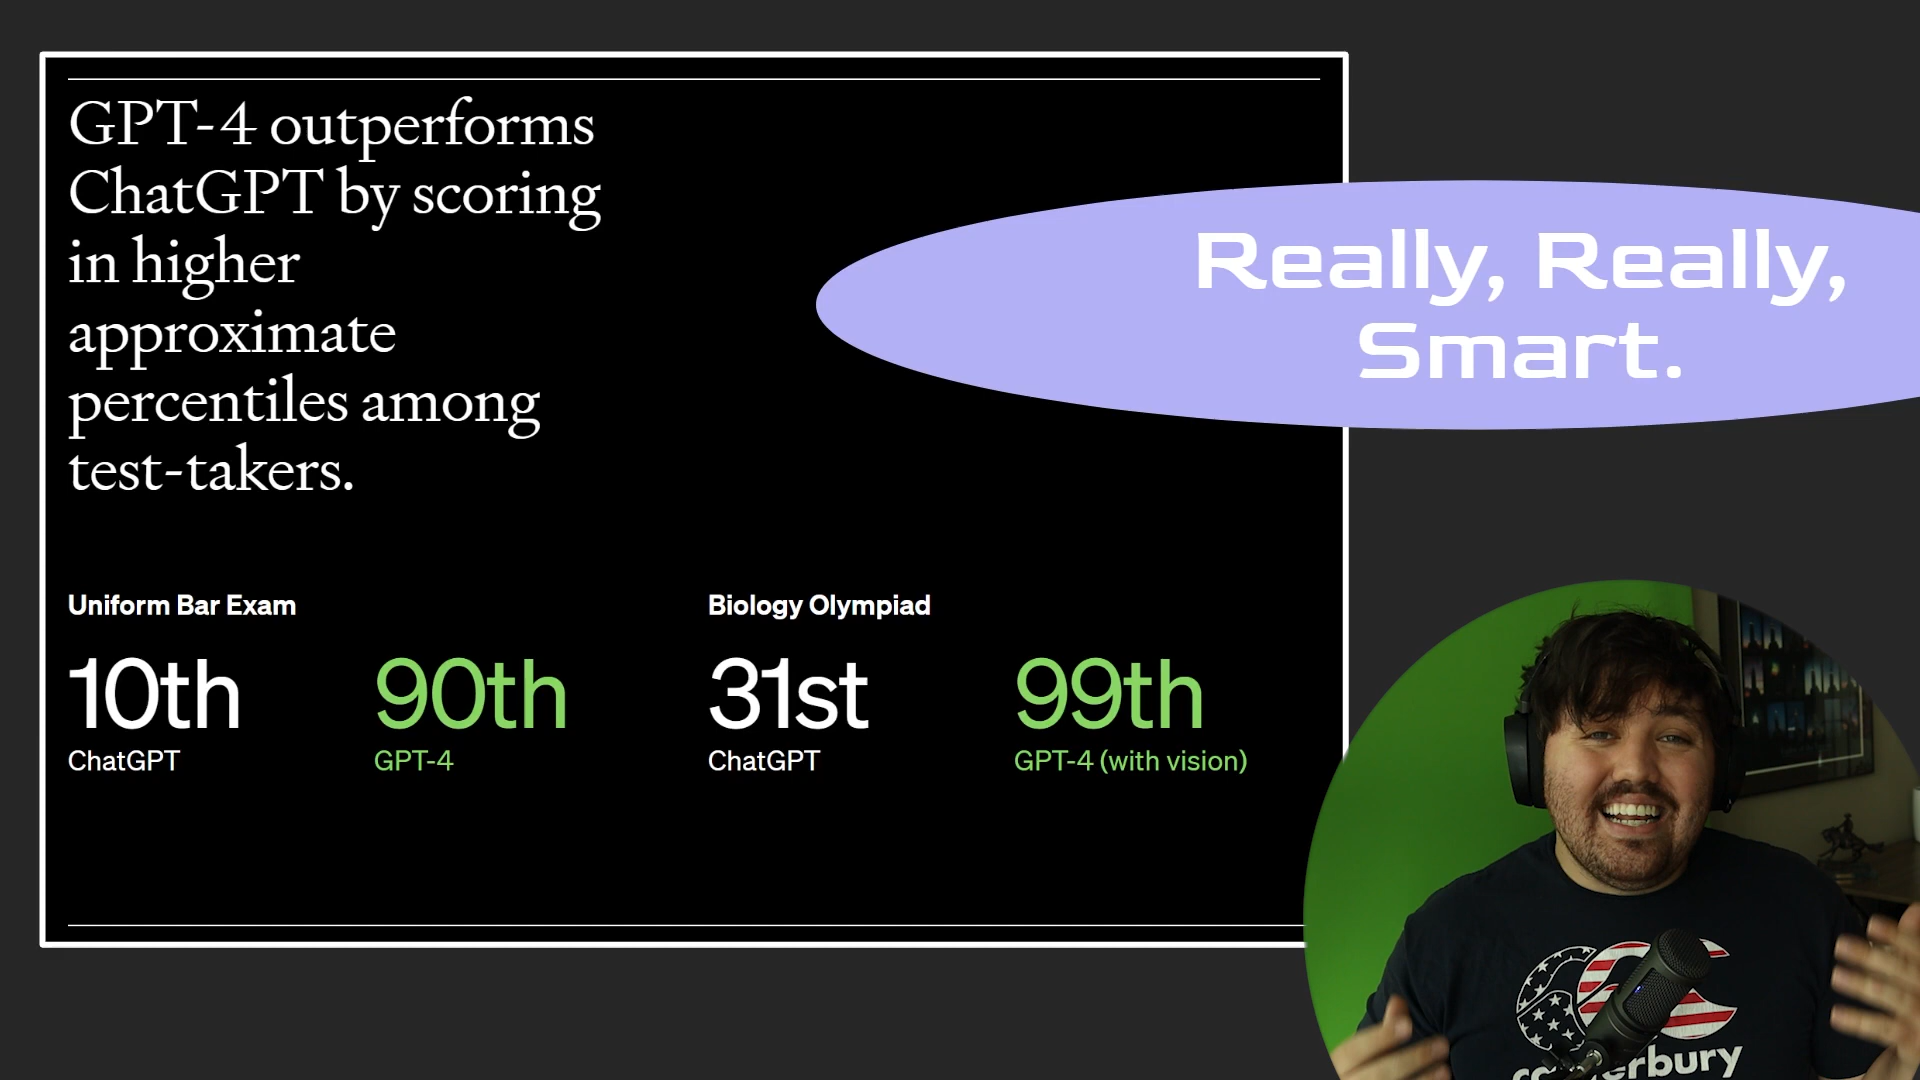 GPT-4 outperforms
ChatGPT by scoring
in higher
approximate
percentiles among
test-takers.
Really, Really,
Smart.
Uniform Bar Exam
Biology Olympiad
10th
90th
31st
99th
ChatGPT
GPT-4
ChatGPT
GPT-4 (with vision)